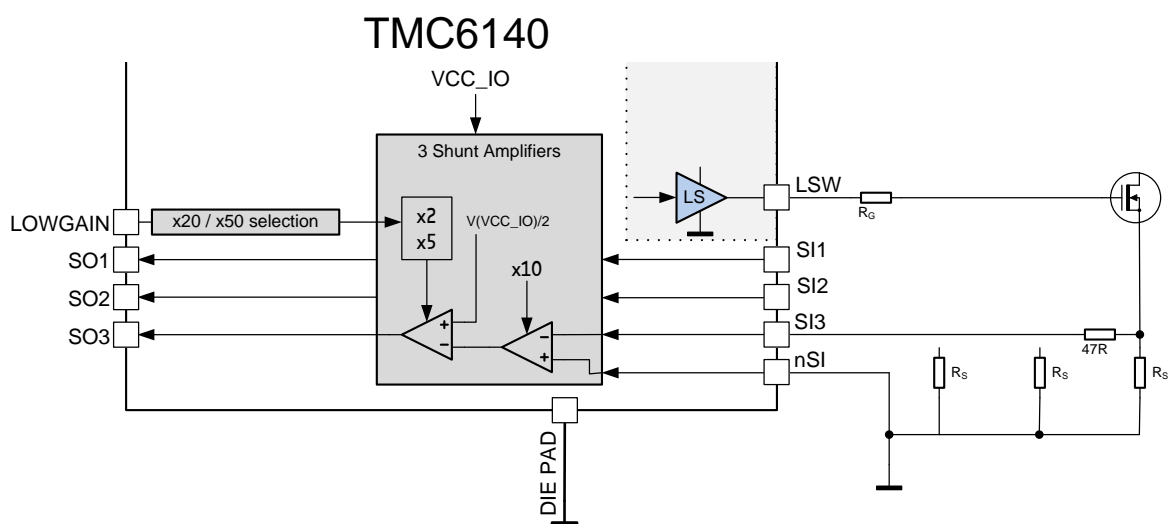 TMC6140
VCC_IO
3 Shunt Amplifiers
LS
LSW
RG
LOWGAIN
x20 / x50 selection
x2
x5
V(VCC_IO)/2
SO1
SI1
x10
SO2
SI2
+
-
-
+
SO3
SI3
47R
nSI
RS
RS
RS
DIE PAD